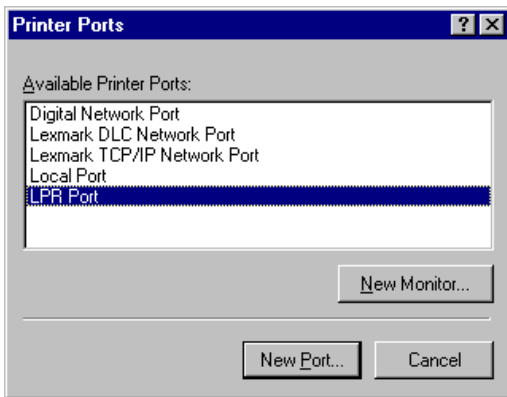 Printer Ports
Available Printer Ports:
Digital Network Port
Lexmark DLC Network Port
Lexmark TCP/IP Network Port
Local Port
LPR Port
New Monitor...
New Port...
Cancel